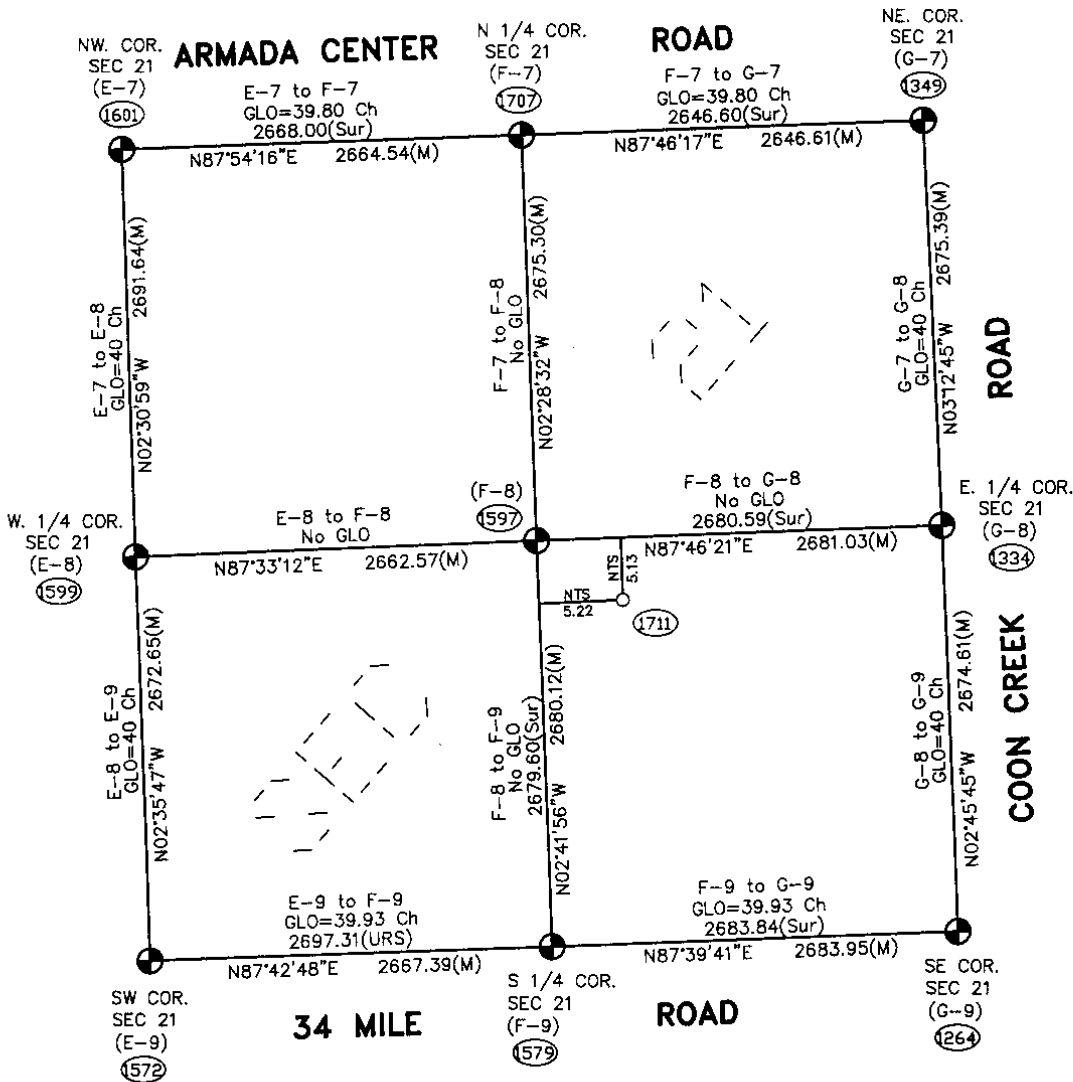 NW. COR.
SEC 21
(E-7)
1601
ARMADA CENTER
N 1/4 COR.
SEC 21
(F-7)
1707
ROAD
NE. COR.
SEC 21
(G-7)
1349
E-7 to F-7
GLO=39.80 Ch
2668.00(Sur)
N87°54'16"E 2664.54(M)
F-7 to G-7
GLO=39.80 Ch
2646.60(Sur)
N87°46'17"E 2646.61(M)
E-7 to E-8
GLO=40 Ch
N02°30'59"W 2691.64(M)
F-7 to F-8
No GLO
N02°28'32"W 2675.30(M)
G-7 to G-8
GLO=40 Ch
N03°12'45"W 2675.39(M)
ROAD
W. 1/4 COR.
SEC 21
(E-8)
1599
E-8 to F-8
No GLO
N87°33'12"E 2662.57(M)
(F-8)
1597
F-8 to G-8
No GLO
2680.59(Sur)
N87°46'21"E 2681.03(M)
E. 1/4 COR.
SEC 21
(G-8)
1334
NTS
5.13
NTS
5.22
1711
E-8 to E-9
GLO=40 Ch
N02°35'47"W 2672.65(M)
F-8 to F-9
No GLO
2679.60(Sur)
N02°41'56"W 2680.12(M)
G-8 to G-9
GLO=40 Ch
N02°45'45"W 2674.61(M)
COON CREEK
E-9 to F-9
GLO=39.93 Ch
2697.31(URS)
N87°42'48"E 2667.39(M)
F-9 to G-9
GLO=39.93 Ch
2683.84(Sur)
N87°39'41"E 2683.95(M)
SW COR.
SEC 21
(E-9)
1572
34 MILE
S 1/4 COR.
SEC 21
(F-9)
1579
ROAD
SE COR.
SEC 21
(G-9)
1264
SEC
21